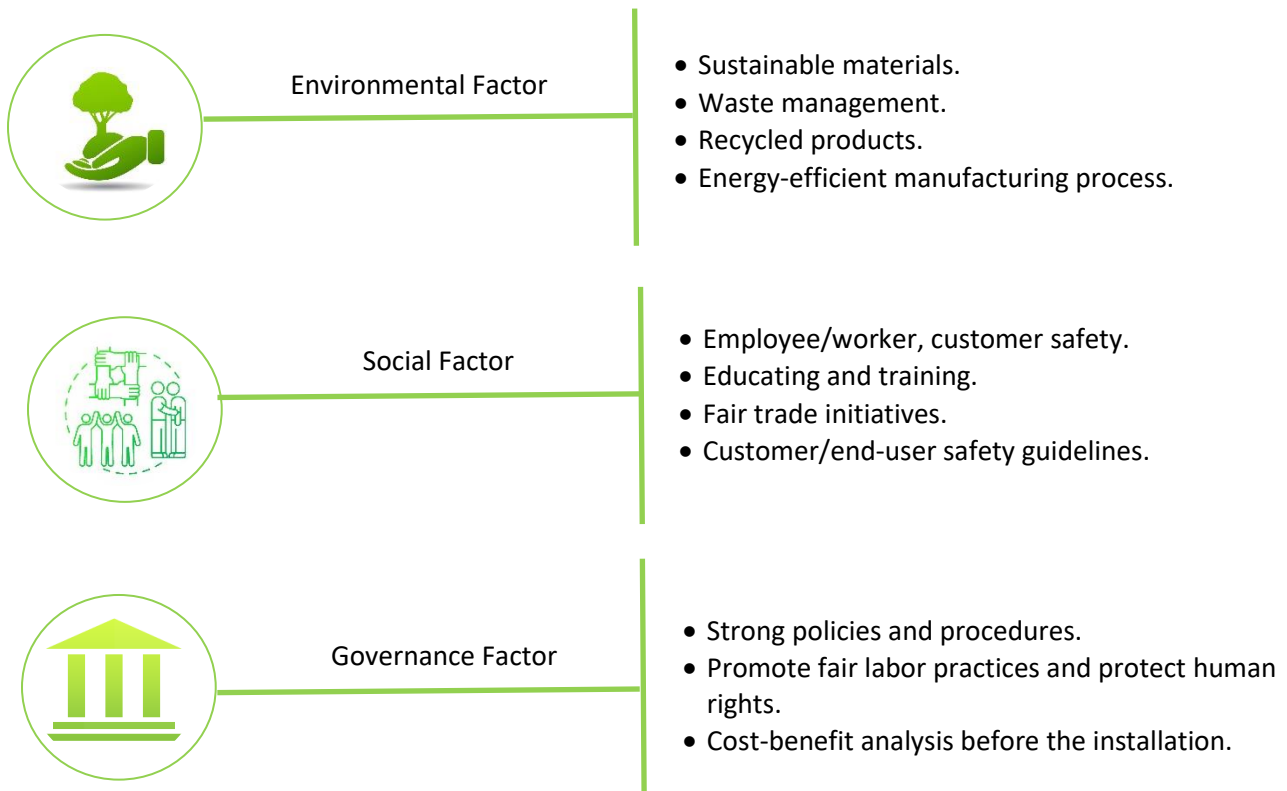 Environmental Factor
• Sustainable materials.
• Waste management.
• Recycled products.
• Energy-efficient manufacturing process.
Social Factor
• Employee/worker, customer safety.
• Educating and training.
• Fair trade initiatives.
• Customer/end-user safety guidelines.
Governance Factor
• Strong policies and procedures.
• Promote fair labor practices and protect human
rights.
• Cost-benefit analysis before the installation.